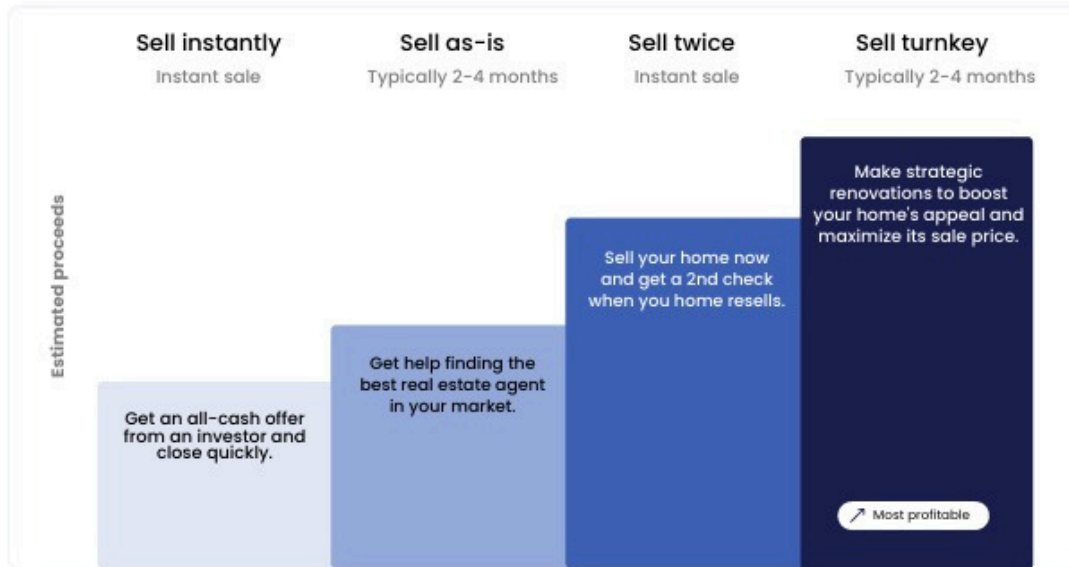 Sell instantly
Instant sale
Sell as-is
Typically 2-4 months
Sell twice
Instant sale
Sell turnkey
Typically 2-4 months
Estimated proceeds
Get an all-cash offer
from an investor and
close quickly.
Get help finding the
best real estate agent
in your market.
Sell your home now
and get a 2nd check
when you home resells.
Make strategic
renovations to boost
your home's appeal and
maximize its sale price.
Most profitable